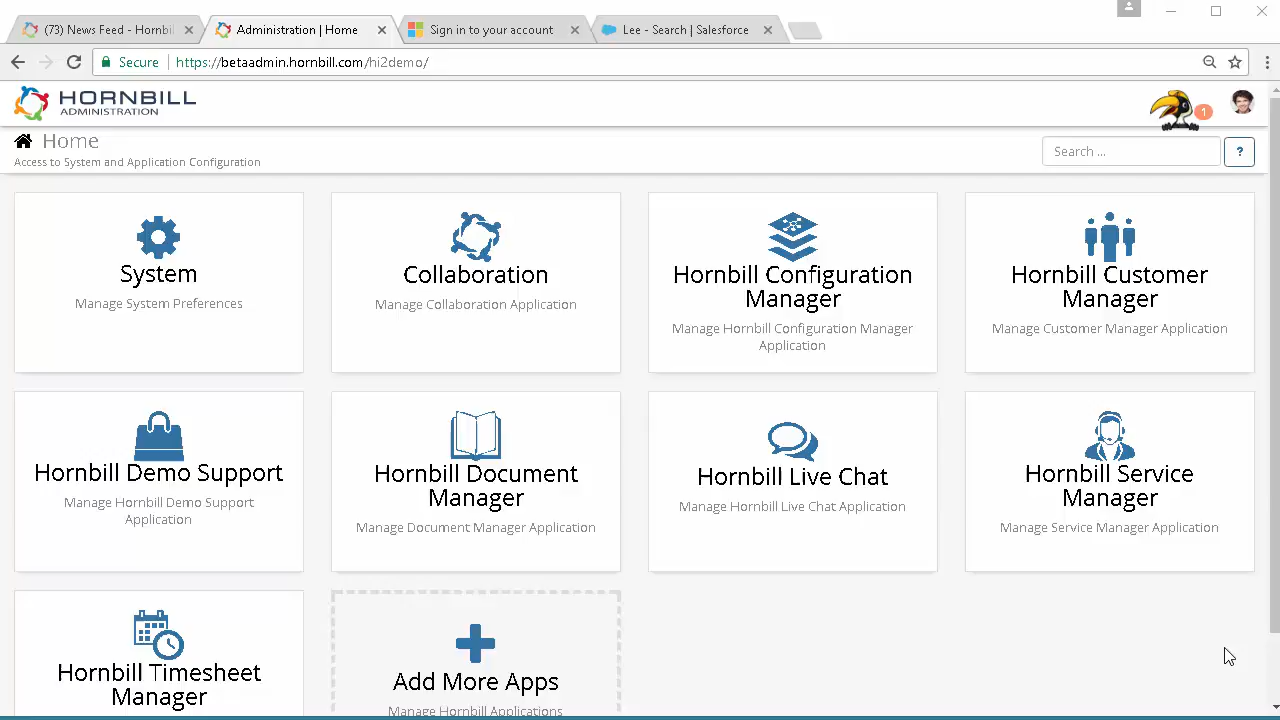 (73) News Feed - Hornbil
Administration | Home
Sign in to your account
Lee - Search | Salesforce
Secure
https://betaadmin.hornbill.com/hi2demo/
HORNBILL
ADMINISTRATION
1
Home
Access to System and Application Configuration
Search ...
?
System
Manage System Preferences
Collaboration
Manage Collaboration Application
Hornbill Configuration
Manager
Manage Hornbill Configuration Manager
Application
Hornbill Customer
Manager
Manage Customer Manager Application
Hornbill Demo Support
Manage Hornbill Demo Support
Application
Hornbill Document
Manager
Manage Document Manager Application
Hornbill Live Chat
Manage Hornbill Live Chat Application
Hornbill Service
Manager
Manage Service Manager Application
Hornbill Timesheet
Manager
Add More Apps
Manage Hornbill Applications